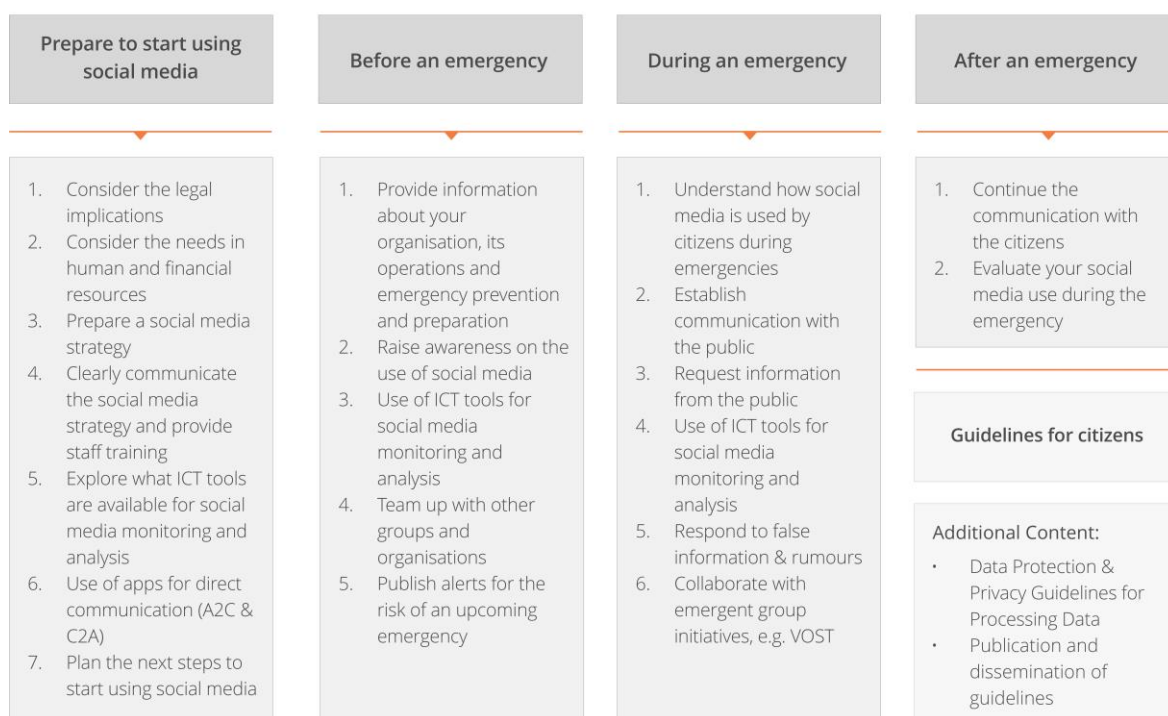 Prepare to start using
social media
1. Consider the legal
implications
2. Consider the needs in
human and financial
resources
3. Prepare a social media
strategy
4. Clearly communicate
the social media
strategy and provide
staff training
5. Explore what ICT tools
are available for social
media monitoring and
analysis
6. Use of apps for direct
communication (A2C &
C2A)
7. Plan the next steps to
start using social media
Before an emergency
1. Provide information
about your
organisation, its
operations and
emergency prevention
and preparation
2. Raise awareness on the
use of social media
3. Use of ICT tools for
social media
monitoring and
analysis
4. Team up with other
groups and
organisations
5. Publish alerts for the
risk of an upcoming
emergency
During an emergency
1. Understand how social
media is used by
citizens during
emergencies
2. Establish
communication with
the public
3. Request information
from the public
4. Use of ICT tools for
social media
monitoring and
analysis
5. Respond to false
information & rumours
6. Collaborate with
emergent group
initiatives, e.g. VOST
After an emergency
1. Continue the
communication with
the citizens
2. Evaluate your social
media use during the
emergency
Guidelines for citizens
Additional Content:
• Data Protection &
Privacy Guidelines for
Processing Data
• Publication and
dissemination of
guidelines